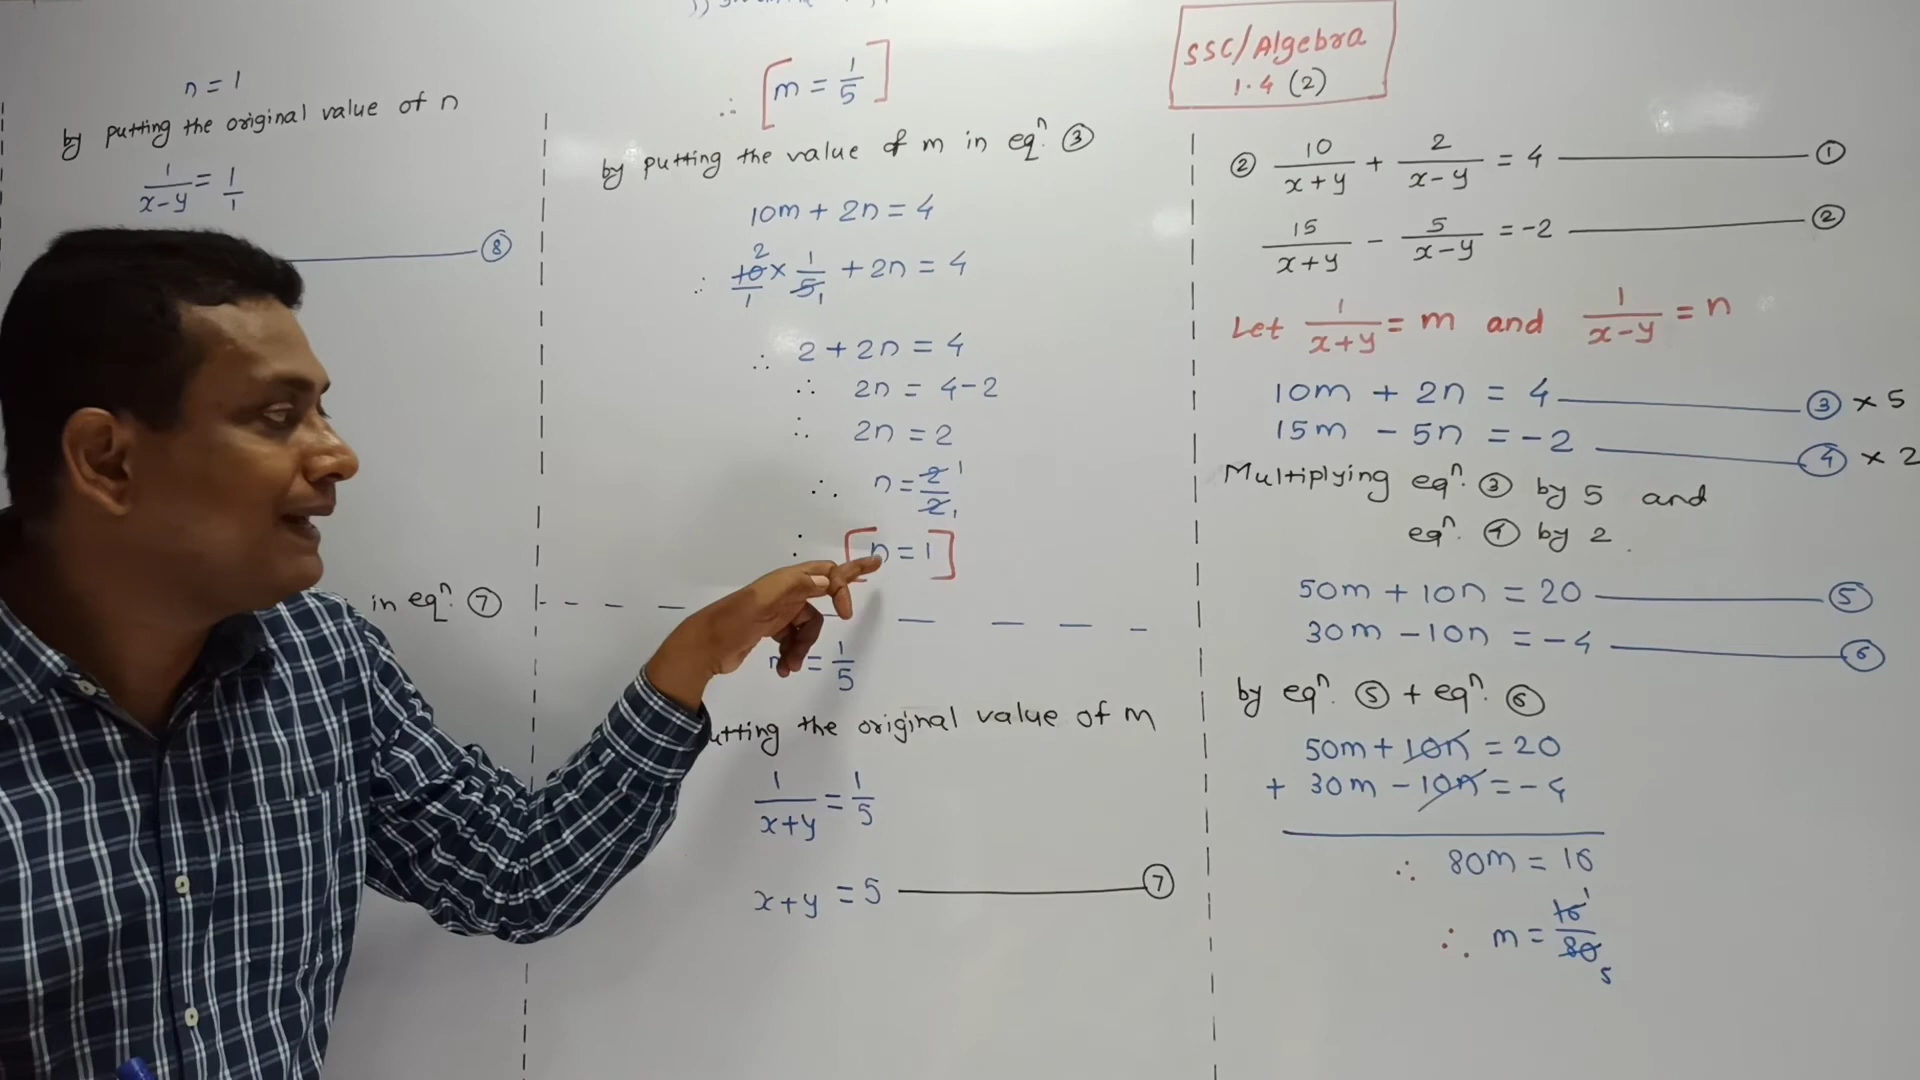 SSC/Algebra
1.4 (2)
② 10/(x+y) + 2/(x-y) = 4 ①
15/(x+y) - 5/(x-y) = -2 ②
Let 1/(x+y) = m and 1/(x-y) = n
10m + 2n = 4 ③ × 5
15m - 5n = -2 ④ × 2
Multiplying eqⁿ. ③ by 5 and
eqⁿ. ④ by 2.
50m + 10n = 20 ⑤
30m - 10n = -4 ⑥
by eqⁿ. ⑤ + eqⁿ. ⑥
50m + 10n = 20
+ 30m - 10n = -4
∴ 80m = 16
∴ m = 16/80 1 5
∴ [m = 1/5]
by putting the value of m in eqⁿ. ③
10m + 2n = 4
∴ 2 10/1 × 1/5 1 + 2n = 4
∴ 2 + 2n = 4
∴ 2n = 4-2
∴ 2n = 2
∴ n = 2/2 1 1
∴ [n = 1]
= 1/5
the original value of m
1/(x+y) = 1/5
x+y = 5 ⑦
n = 1
by putting the original value of n
1/(x-y) = 1/1
⑧
in eqⁿ. ⑦